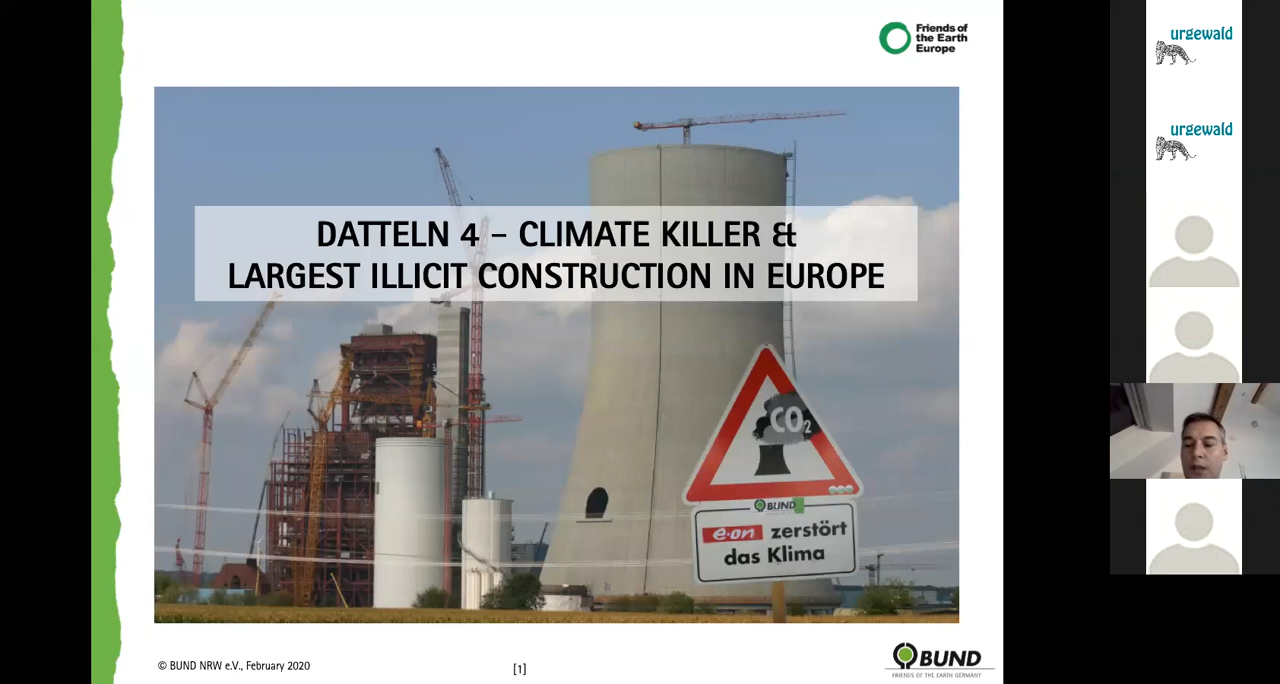 Friends of
the Earth
Europe
DATTELN 4 – CLIMATE KILLER &
LARGEST ILLICIT CONSTRUCTION IN EUROPE
CO2
BUND
e·on zerstört
das Klima
© BUND NRW e.V., February 2020
[1]
BUND
FRIENDS OF THE EARTH GERMANY
urgewald
urgewald